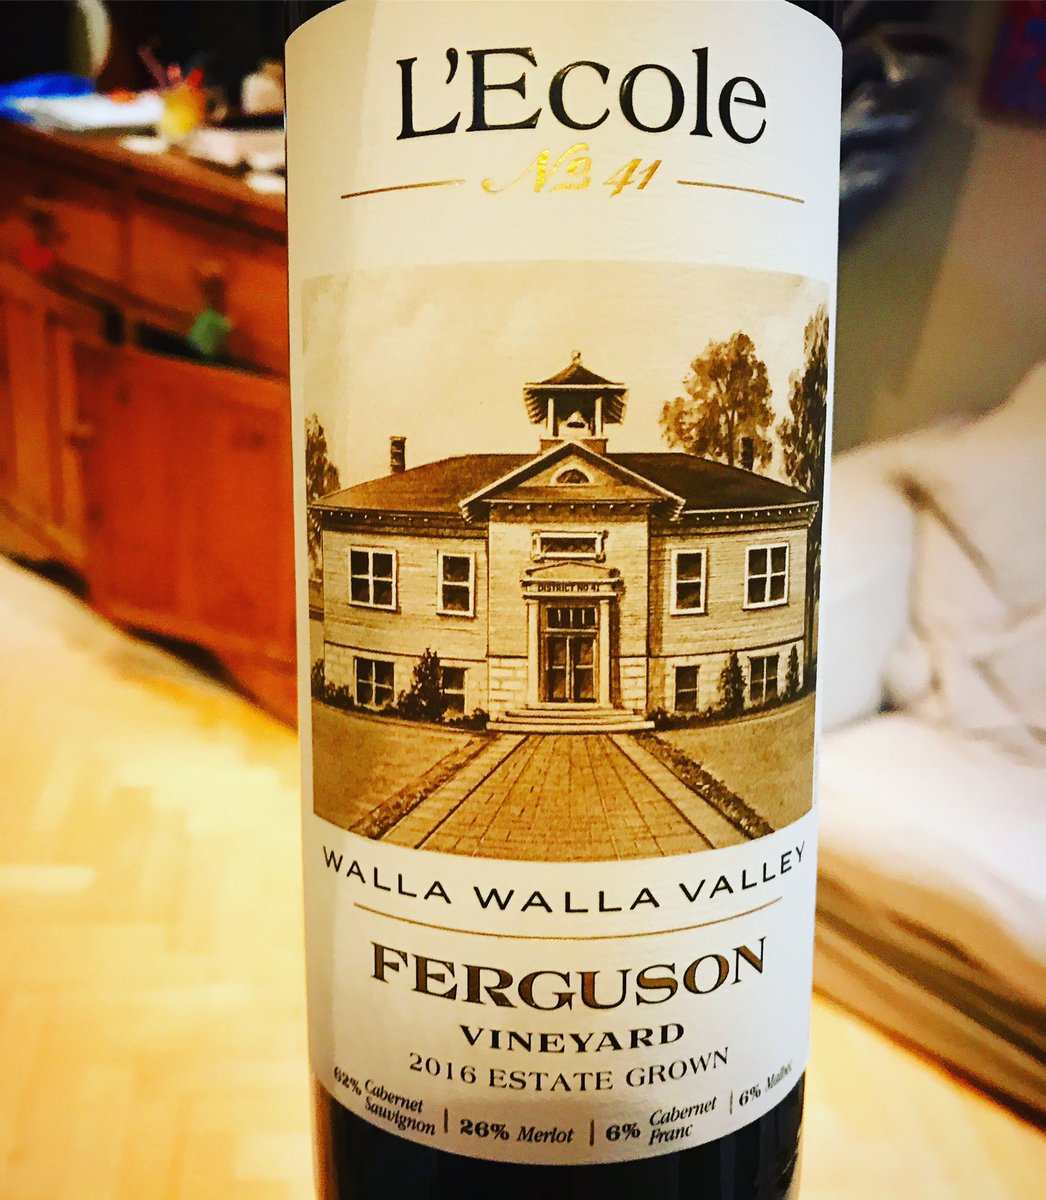 L'Ecole
No 41
DISTRICT NO 41
WALLA WALLA VALLEY
FERGUSON
VINEYARD
2016 ESTATE GROWN
62% Cabernet Sauvignon | 26% Merlot | 6% Cabernet Franc | 6% Malbec